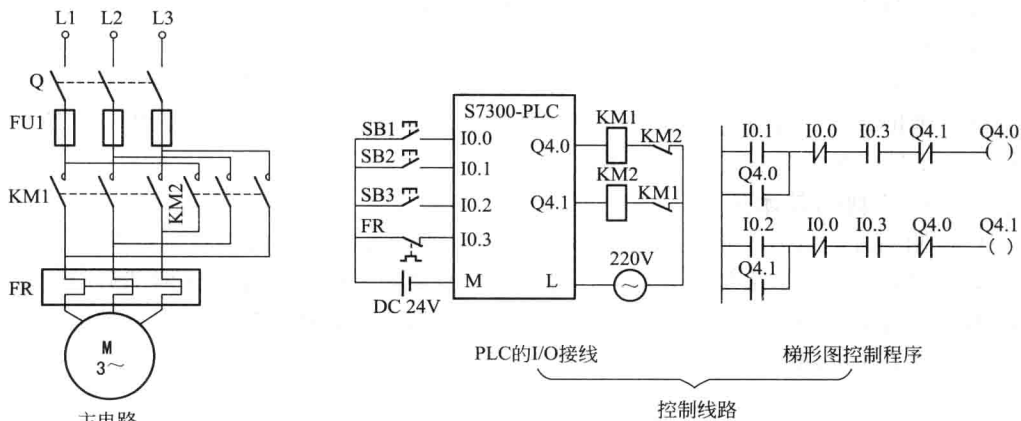 L1 L2 L3
Q
FU1
KM1
KM2
FR
M
3～
主电路
S7300-PLC
SB1
I0.0
SB2
I0.1
SB3
I0.2
FR
I0.3
M
L
DC 24V
Q4.0
Q4.1
KM1
KM2
KM2
KM1
220V
PLC的I/O接线
I0.1 I0.0 I0.3 Q4.1 Q4.0
Q4.0
I0.2 I0.0 I0.3 Q4.0 Q4.1
Q4.1
梯形图控制程序
控制线路